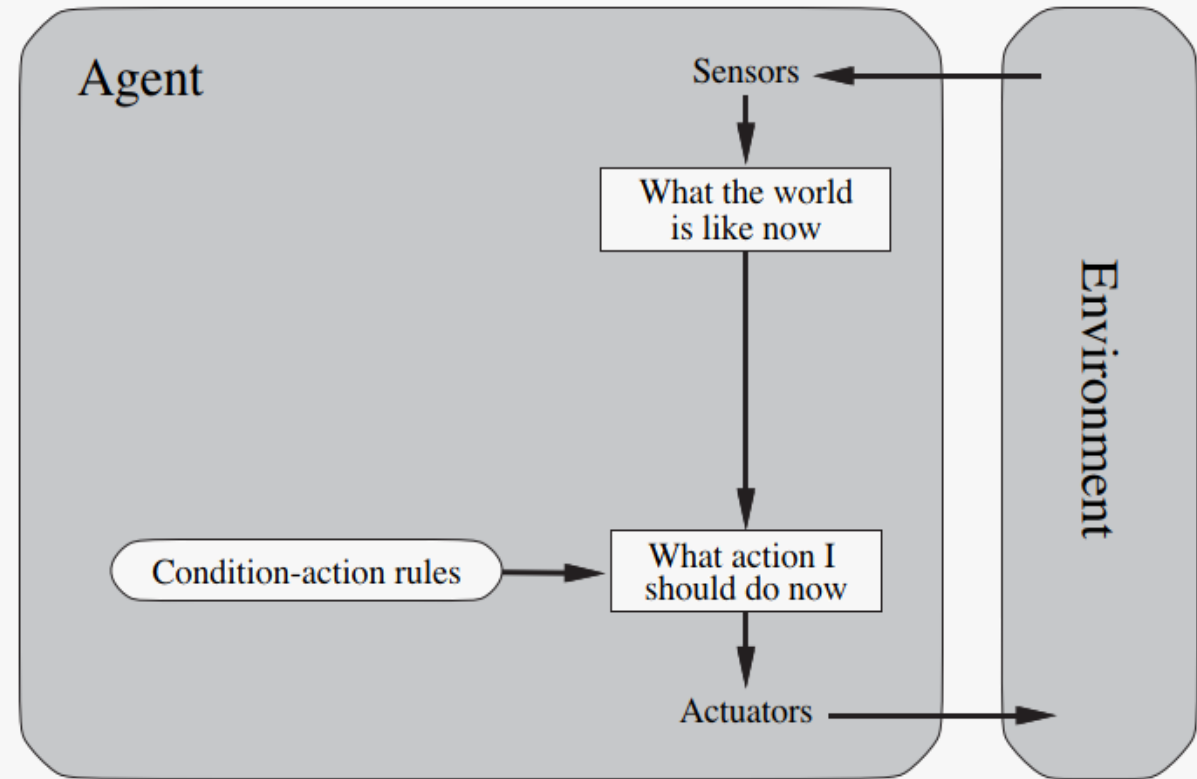 Agent
Sensors
What the world
is like now
Environment
Condition-action rules
What action I
should do now
Actuators